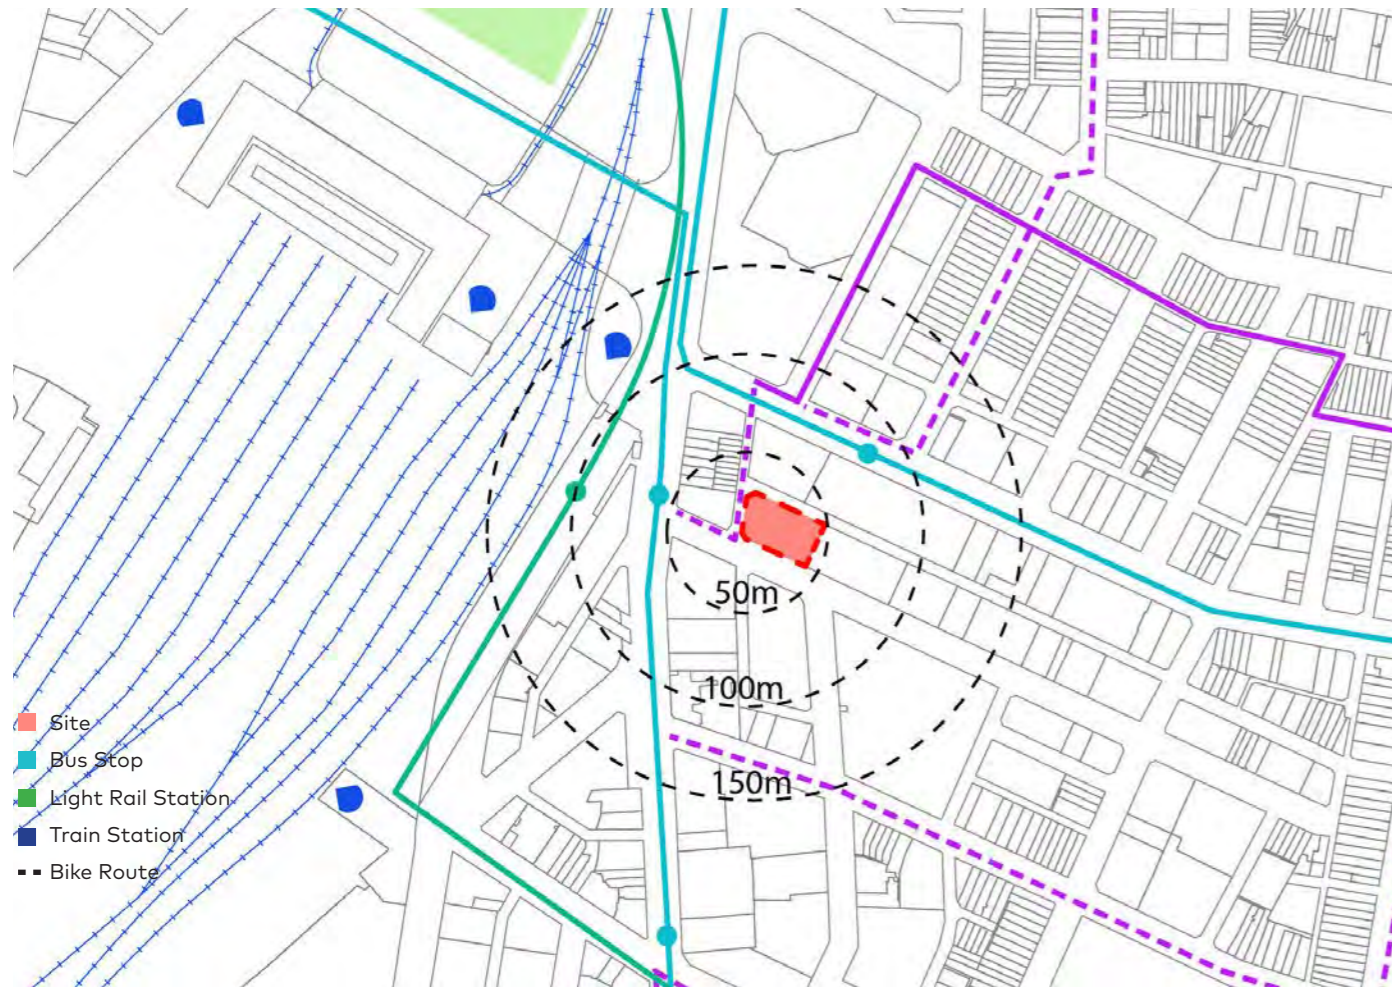 50m
100m
150m
Site
Bus Stop
Light Rail Station
Train Station
Bike Route